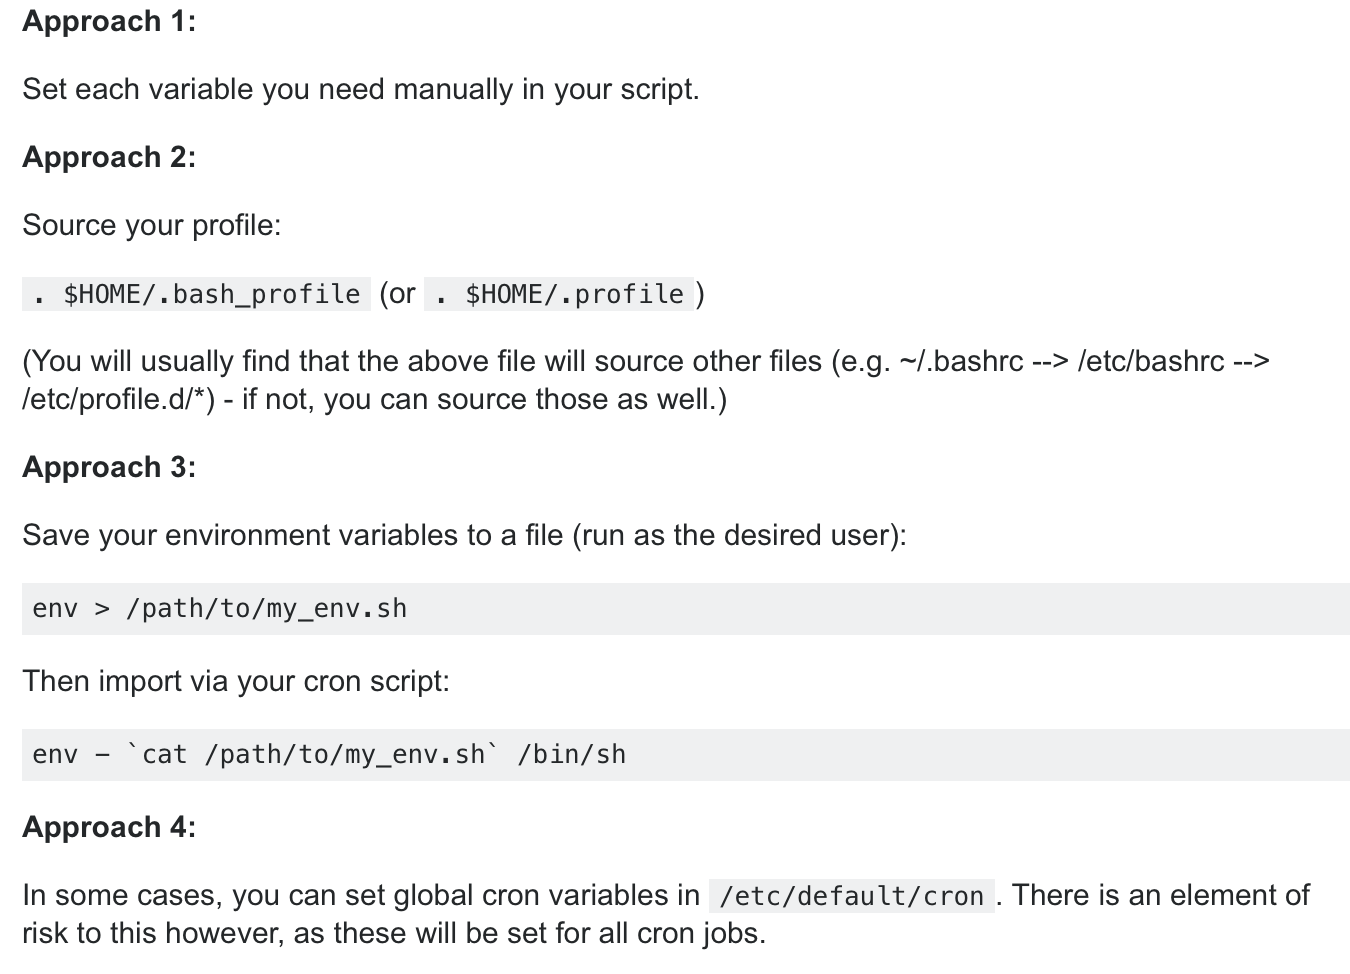 Approach 1:
Set each variable you need manually in your script.
Approach 2:
Source your profile:
. $HOME/.bash_profile (or . $HOME/.profile )
(You will usually find that the above file will source other files (e.g. ~/.bashrc --> /etc/bashrc -->
/etc/profile.d/*) - if not, you can source those as well.)
Approach 3:
Save your environment variables to a file (run as the desired user):
env > /path/to/my_env.sh
Then import via your cron script:
env - `cat /path/to/my_env.sh` /bin/sh
Approach 4:
In some cases, you can set global cron variables in /etc/default/cron . There is an element of
risk to this however, as these will be set for all cron jobs.